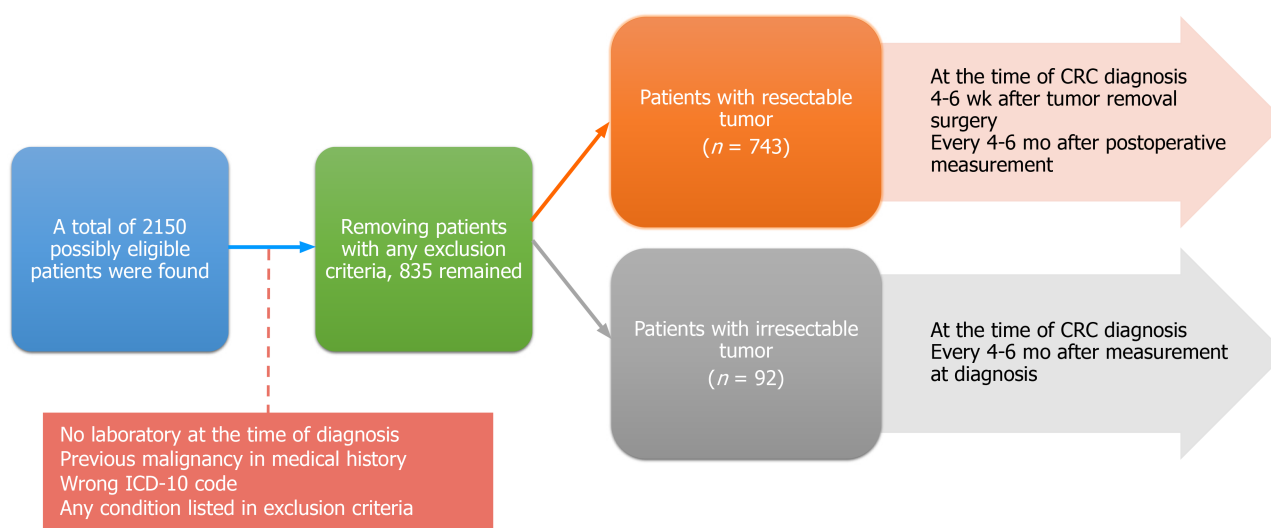 A total of 2150
possibly eligible
patients were found
Removing patients
with any exclusion
criteria, 835 remained
No laboratory at the time of diagnosis
Previous malignancy in medical history
Wrong ICD-10 code
Any condition listed in exclusion criteria
Patients with resectable
tumor
(n = 743)
At the time of CRC diagnosis
4-6 wk after tumor removal
surgery
Every 4-6 mo after postoperative
measurement
Patients with irresectable
tumor
(n = 92)
At the time of CRC diagnosis
Every 4-6 mo after measurement
at diagnosis